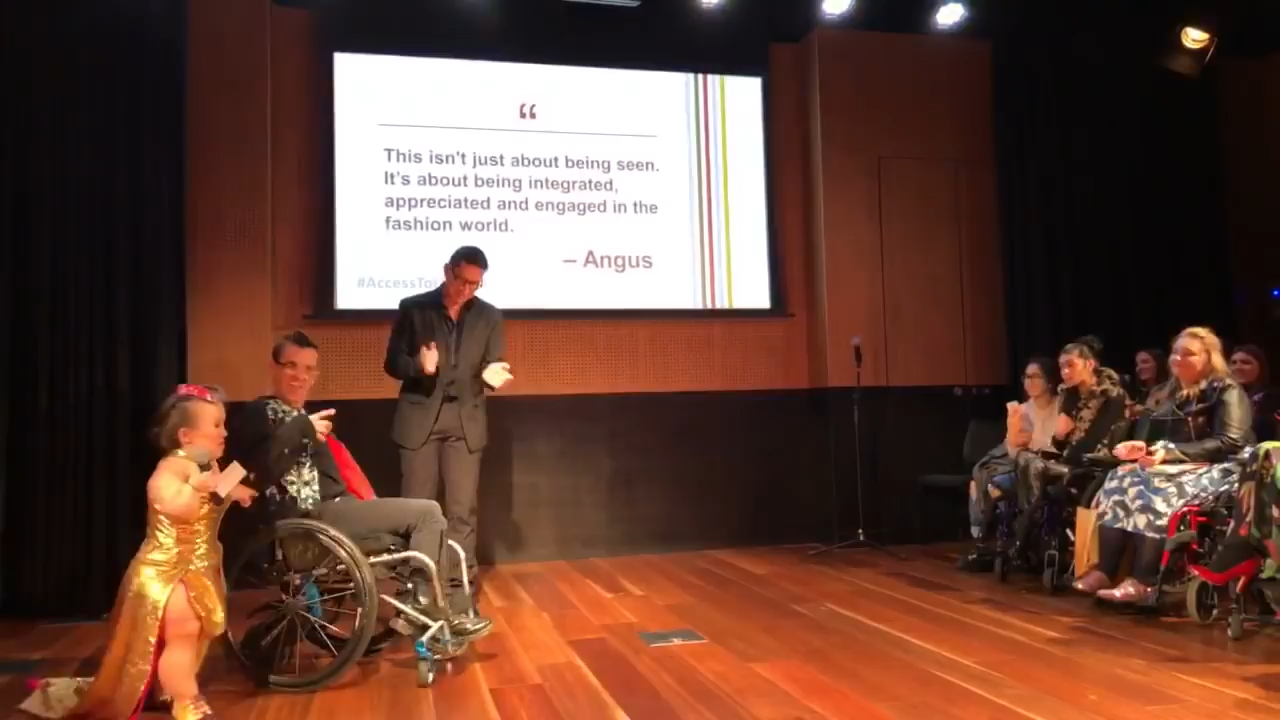 “
This isn't just about being seen.
It's about being integrated,
appreciated and engaged in the
fashion world.
– Angus
#AccessTo